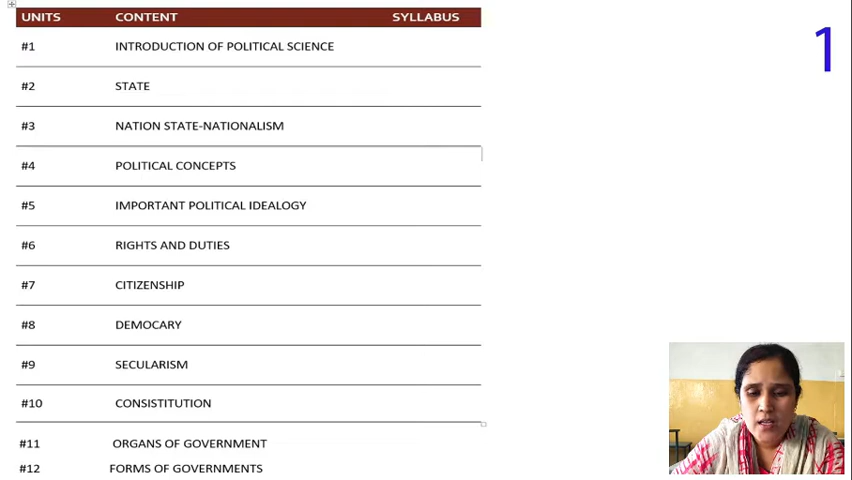 UNITS CONTENT SYLLABUS
1
#1 INTRODUCTION OF POLITICAL SCIENCE
#2 STATE
#3 NATION STATE-NATIONALISM
#4 POLITICAL CONCEPTS
#5 IMPORTANT POLITICAL IDEALOGY
#6 RIGHTS AND DUTIES
#7 CITIZENSHIP
#8 DEMOCARY
#9 SECULARISM
#10 CONSISTITUTION
#11 ORGANS OF GOVERNMENT
#12 FORMS OF GOVERNMENTS